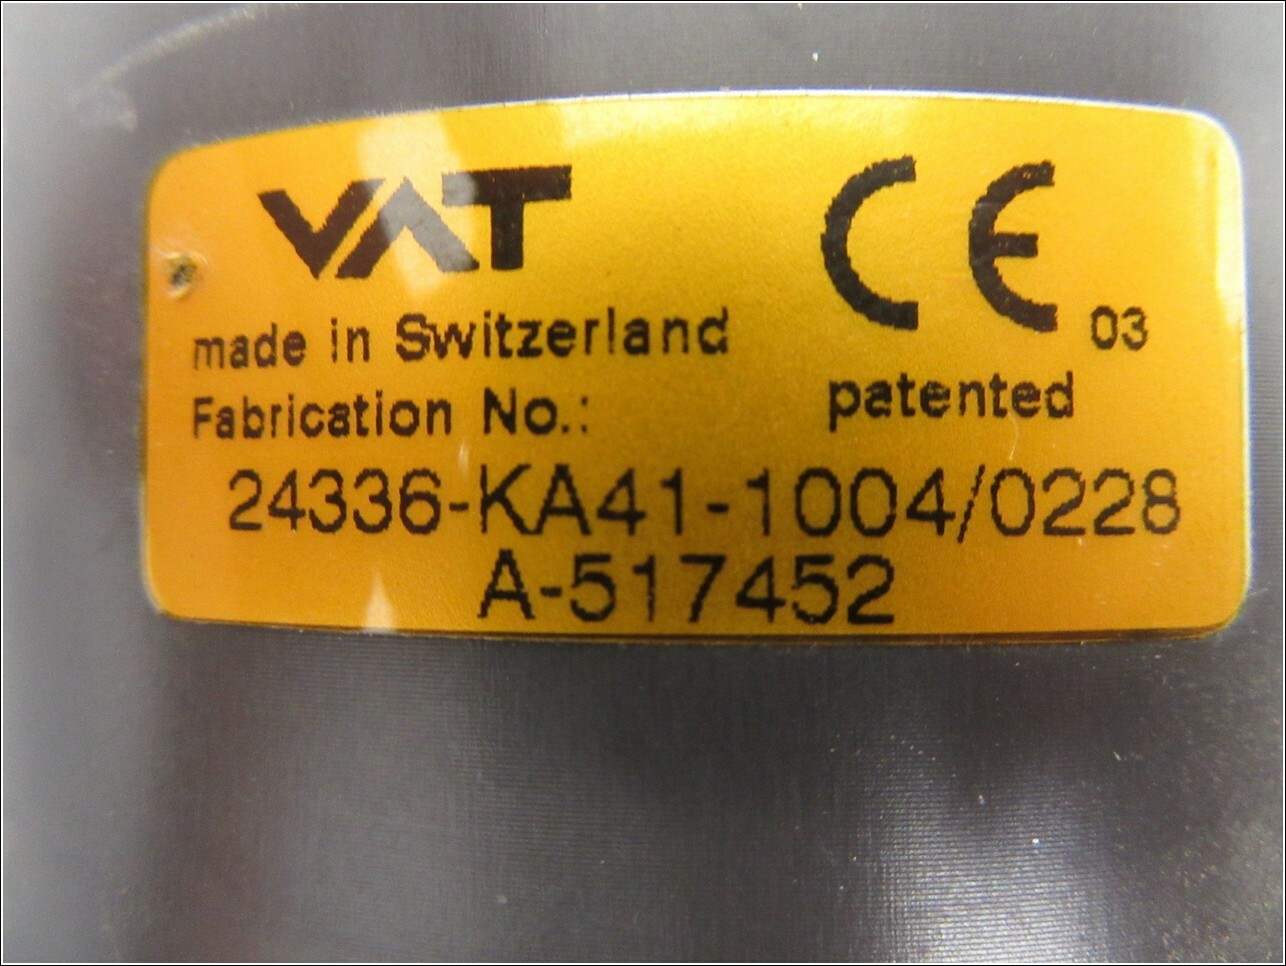 VAT
CE 03
made in Switzerland
patented
Fabrication No.:
24336-KA41-1004/0228
A-517452